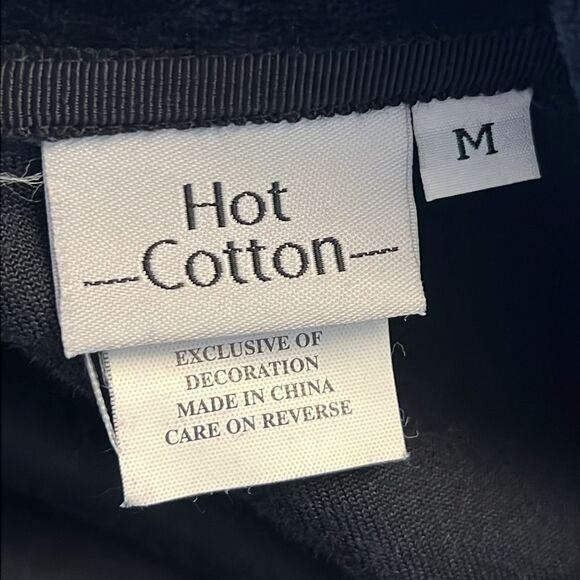 Hot
Cotton
M
EXCLUSIVE OF
DECORATION
MADE IN CHINA
CARE ON REVERSE